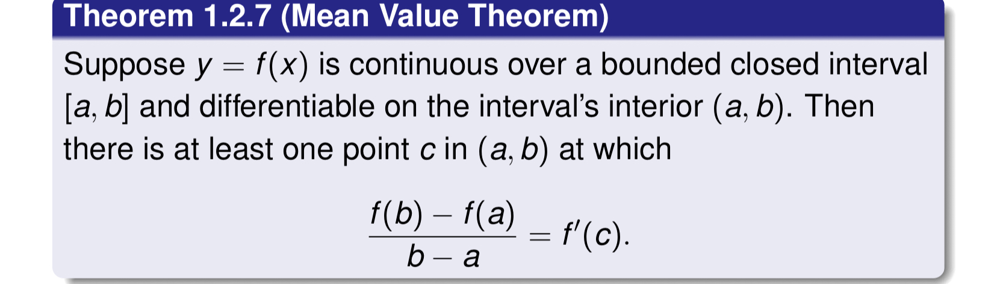 Theorem 1.2.7 (Mean Value Theorem)
Suppose y = f(x) is continuous over a bounded closed interval
[a, b] and differentiable on the interval's interior (a, b). Then
there is at least one point c in (a, b) at which
f(b) − f(a)
b − a
= f′(c).